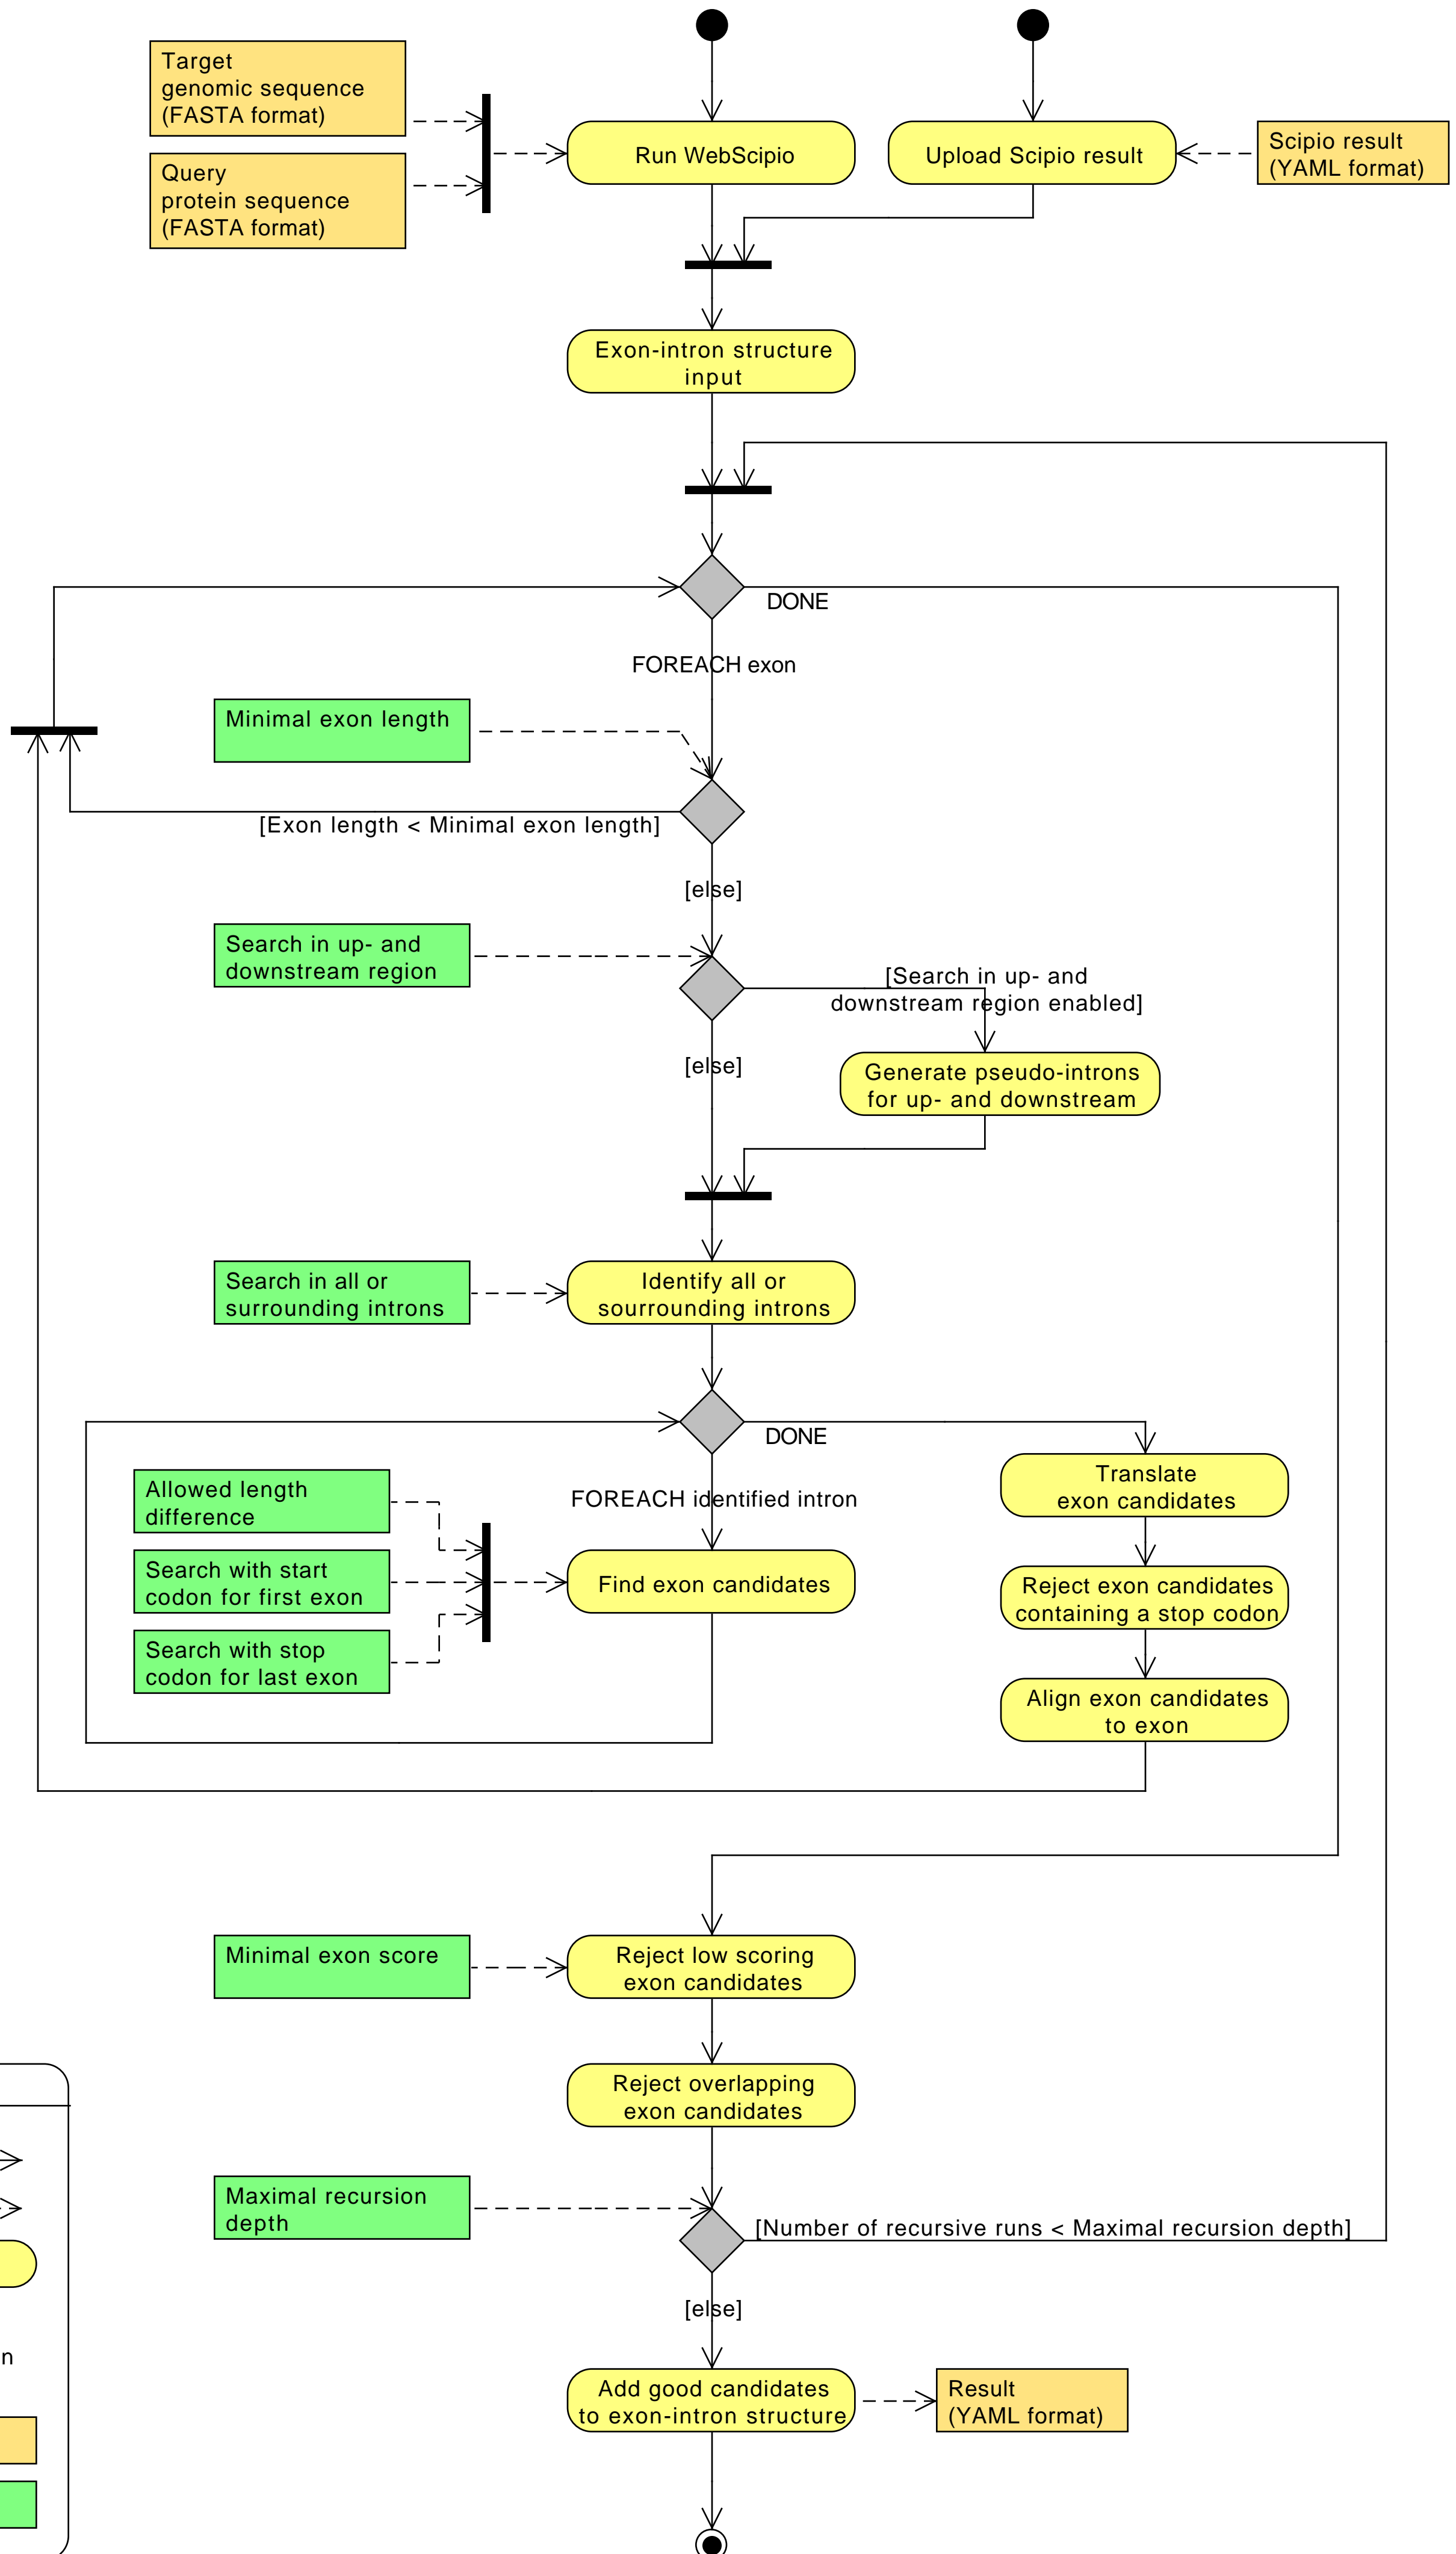 Target
genomic sequence
(FASTA format)
Query
protein sequence
(FASTA format)
Run WebScipio
Upload Scipio result
Scipio result
(YAML format)
Exon-intron structure
input
DONE
FOREACH exon
Minimal exon length
[Exon length < Minimal exon length]
[else]
Search in up- and
downstream region
[Search in up- and
downstream region enabled]
[else]
Generate pseudo-introns
for up- and downstream
Search in all or
surrounding introns
Identify all or
sourrounding introns
DONE
FOREACH identified intron
Allowed length
difference
Search with start
codon for first exon
Search with stop
codon for last exon
Find exon candidates
Translate
exon candidates
Reject exon candidates
containing a stop codon
Align exon candidates
to exon
Minimal exon score
Reject low scoring
exon candidates
Reject overlapping
exon candidates
Maximal recursion
depth
[Number of recursive runs < Maximal recursion depth]
[else]
n
Add good candidates
to exon-intron structure
Result
(YAML format)